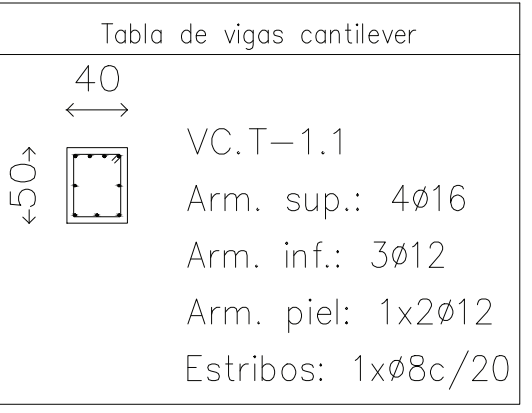 Tabla de vigas cantilever
40
50
VC.T-1.1
Arm. sup.: 4ø16
Arm. inf.: 3ø12
Arm. piel: 1x2ø12
Estribos: 1xø8c/20